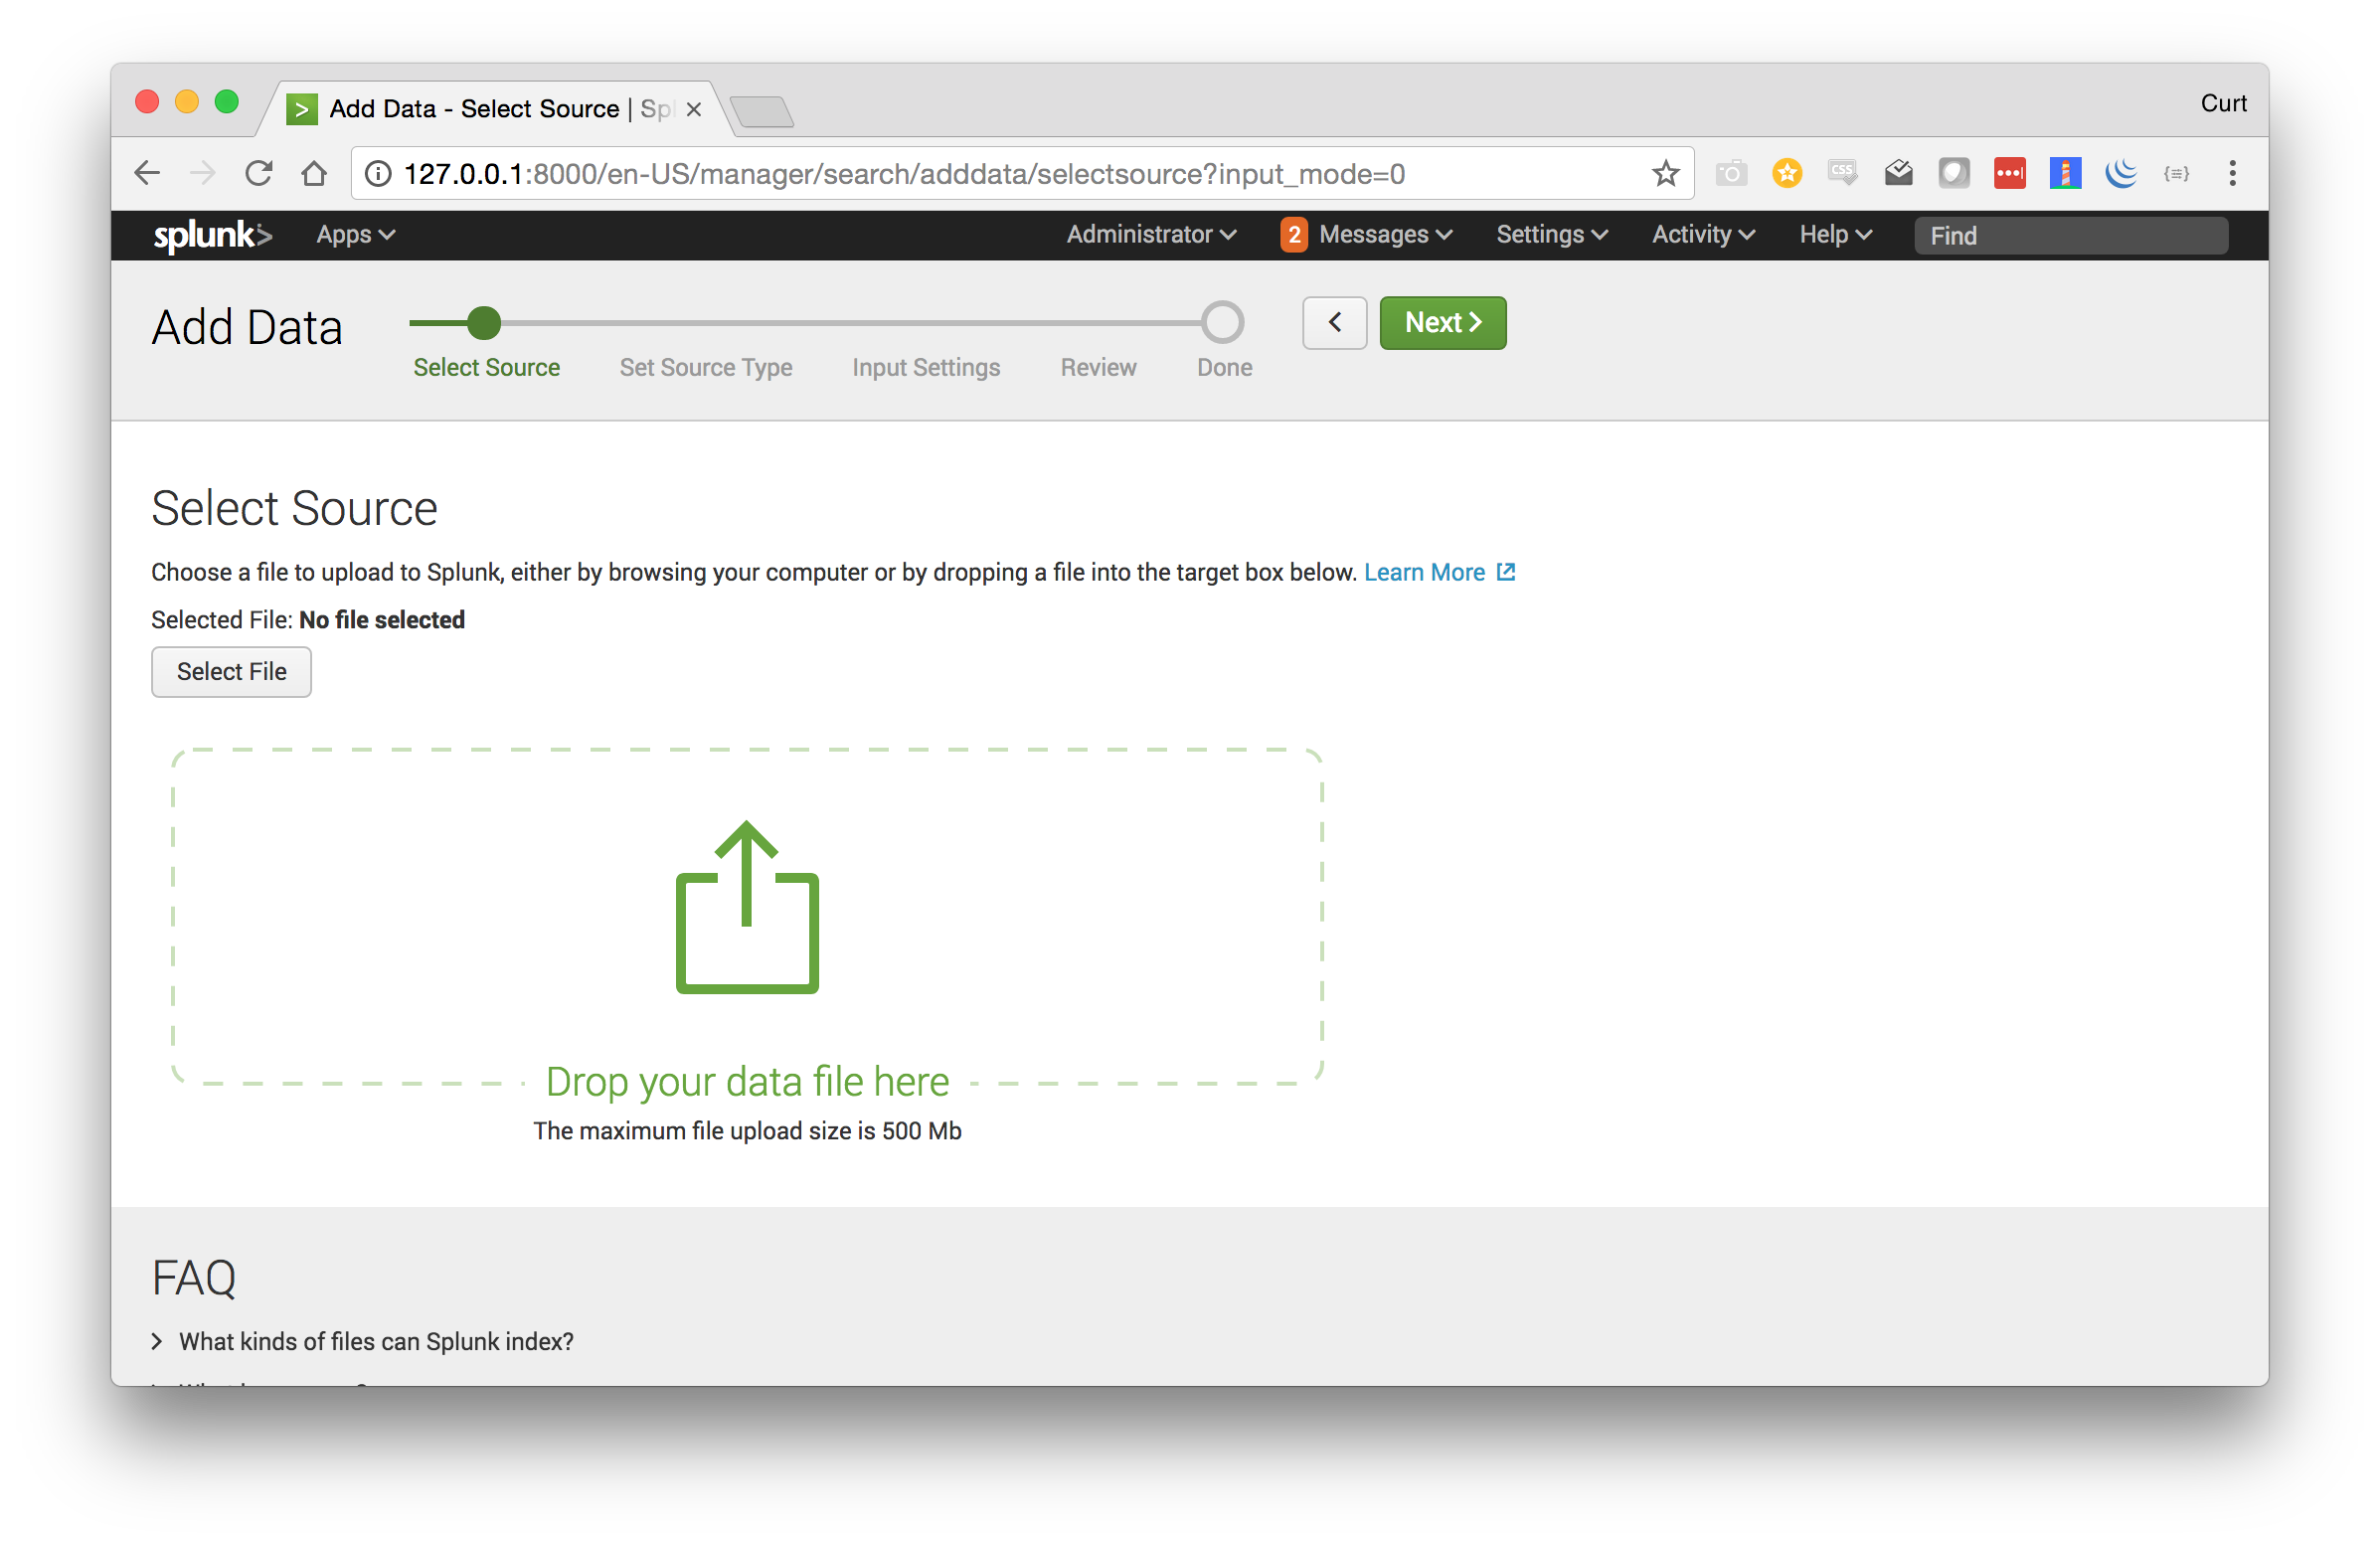 Add Data - Select Source | Spl
Curt
127.0.0.1:8000/en-US/manager/search/adddata/selectsource?input_mode=0
splunk> Apps Administrator 2 Messages Settings Activity Help Find
Add Data
Next
Select Source Set Source Type Input Settings Review Done
Select Source
Choose a file to upload to Splunk, either by browsing your computer or by dropping a file into the target box below. Learn More
Selected File: No file selected
Select File
Drop your data file here
The maximum file upload size is 500 Mb
FAQ
What kinds of files can Splunk index?